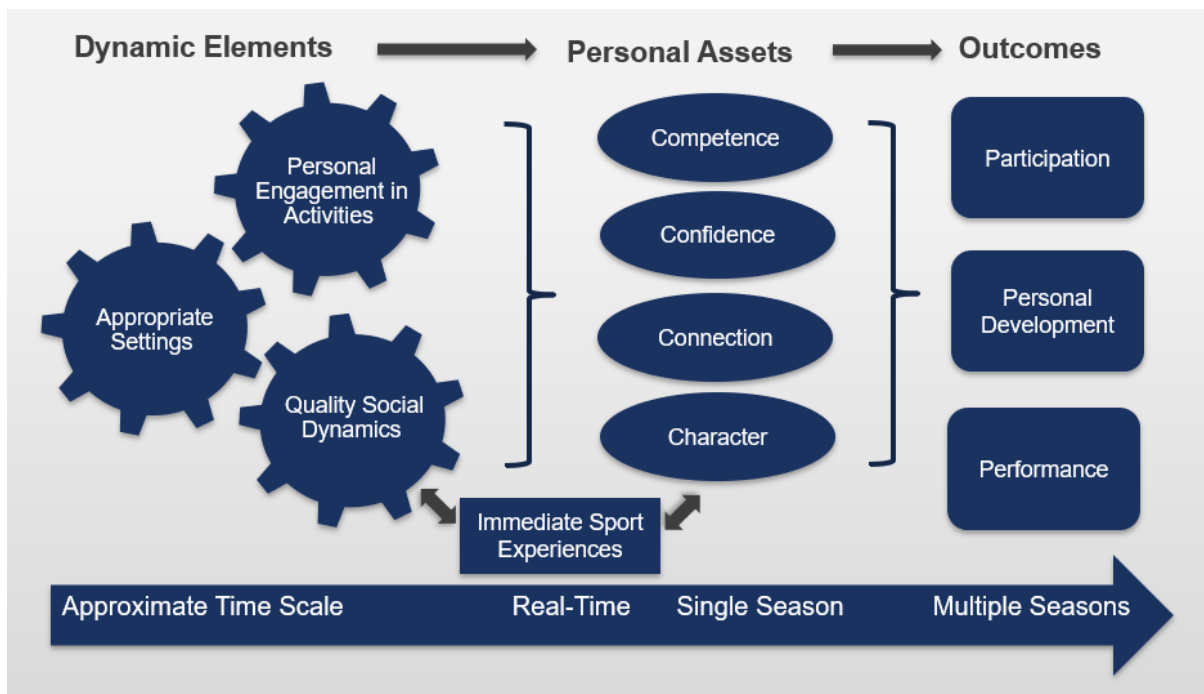 Dynamic Elements
Personal Assets
Outcomes
Personal
Engagement in
Activities
Appropriate
Settings
Quality Social
Dynamics
Competence
Confidence
Connection
Character
Participation
Personal
Development
Performance
Immediate Sport
Experiences
Approximate Time Scale
Real-Time
Single Season
Multiple Seasons